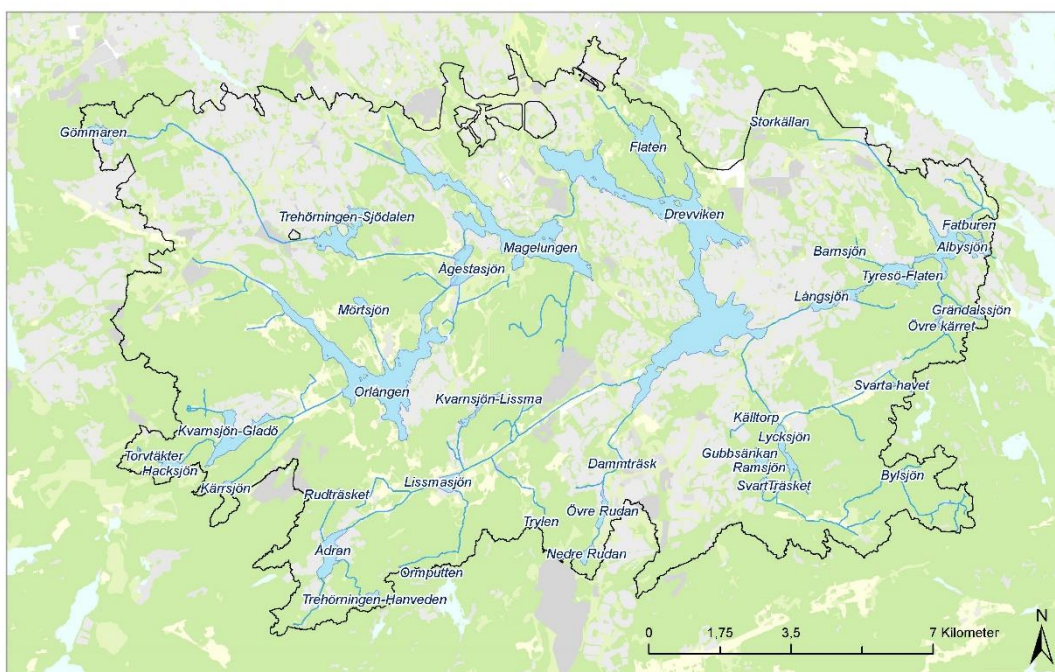 Gömmaren
Storkällan
Flaten
Trehörningen-Sjödalen
Drevviken
Fatburen
Magelungen
Albysjön
Barnsjön
Ågestasjön
Tyresö-Flaten
Långsjön
Mörtsjön
Grändalssjön
Övre kärret
Orlången
Svarta havet
Kvarnsjön-Lissma
Källtorp
Kvarnsjön-Gladö
Lycksjön
Torvtäkter
Gubbsänkan
Hacksjön
Dammträsk
Ramsjön
Bylsjön
Kärrsjön
Lissmasjön
SvartTräsket
Rudträsket
Övre Rudan
Trylen
Ådran
Nedre Rudan
Ormputten
Trehörningen-Hanveden
N
0 1,75 3,5 7 Kilometer